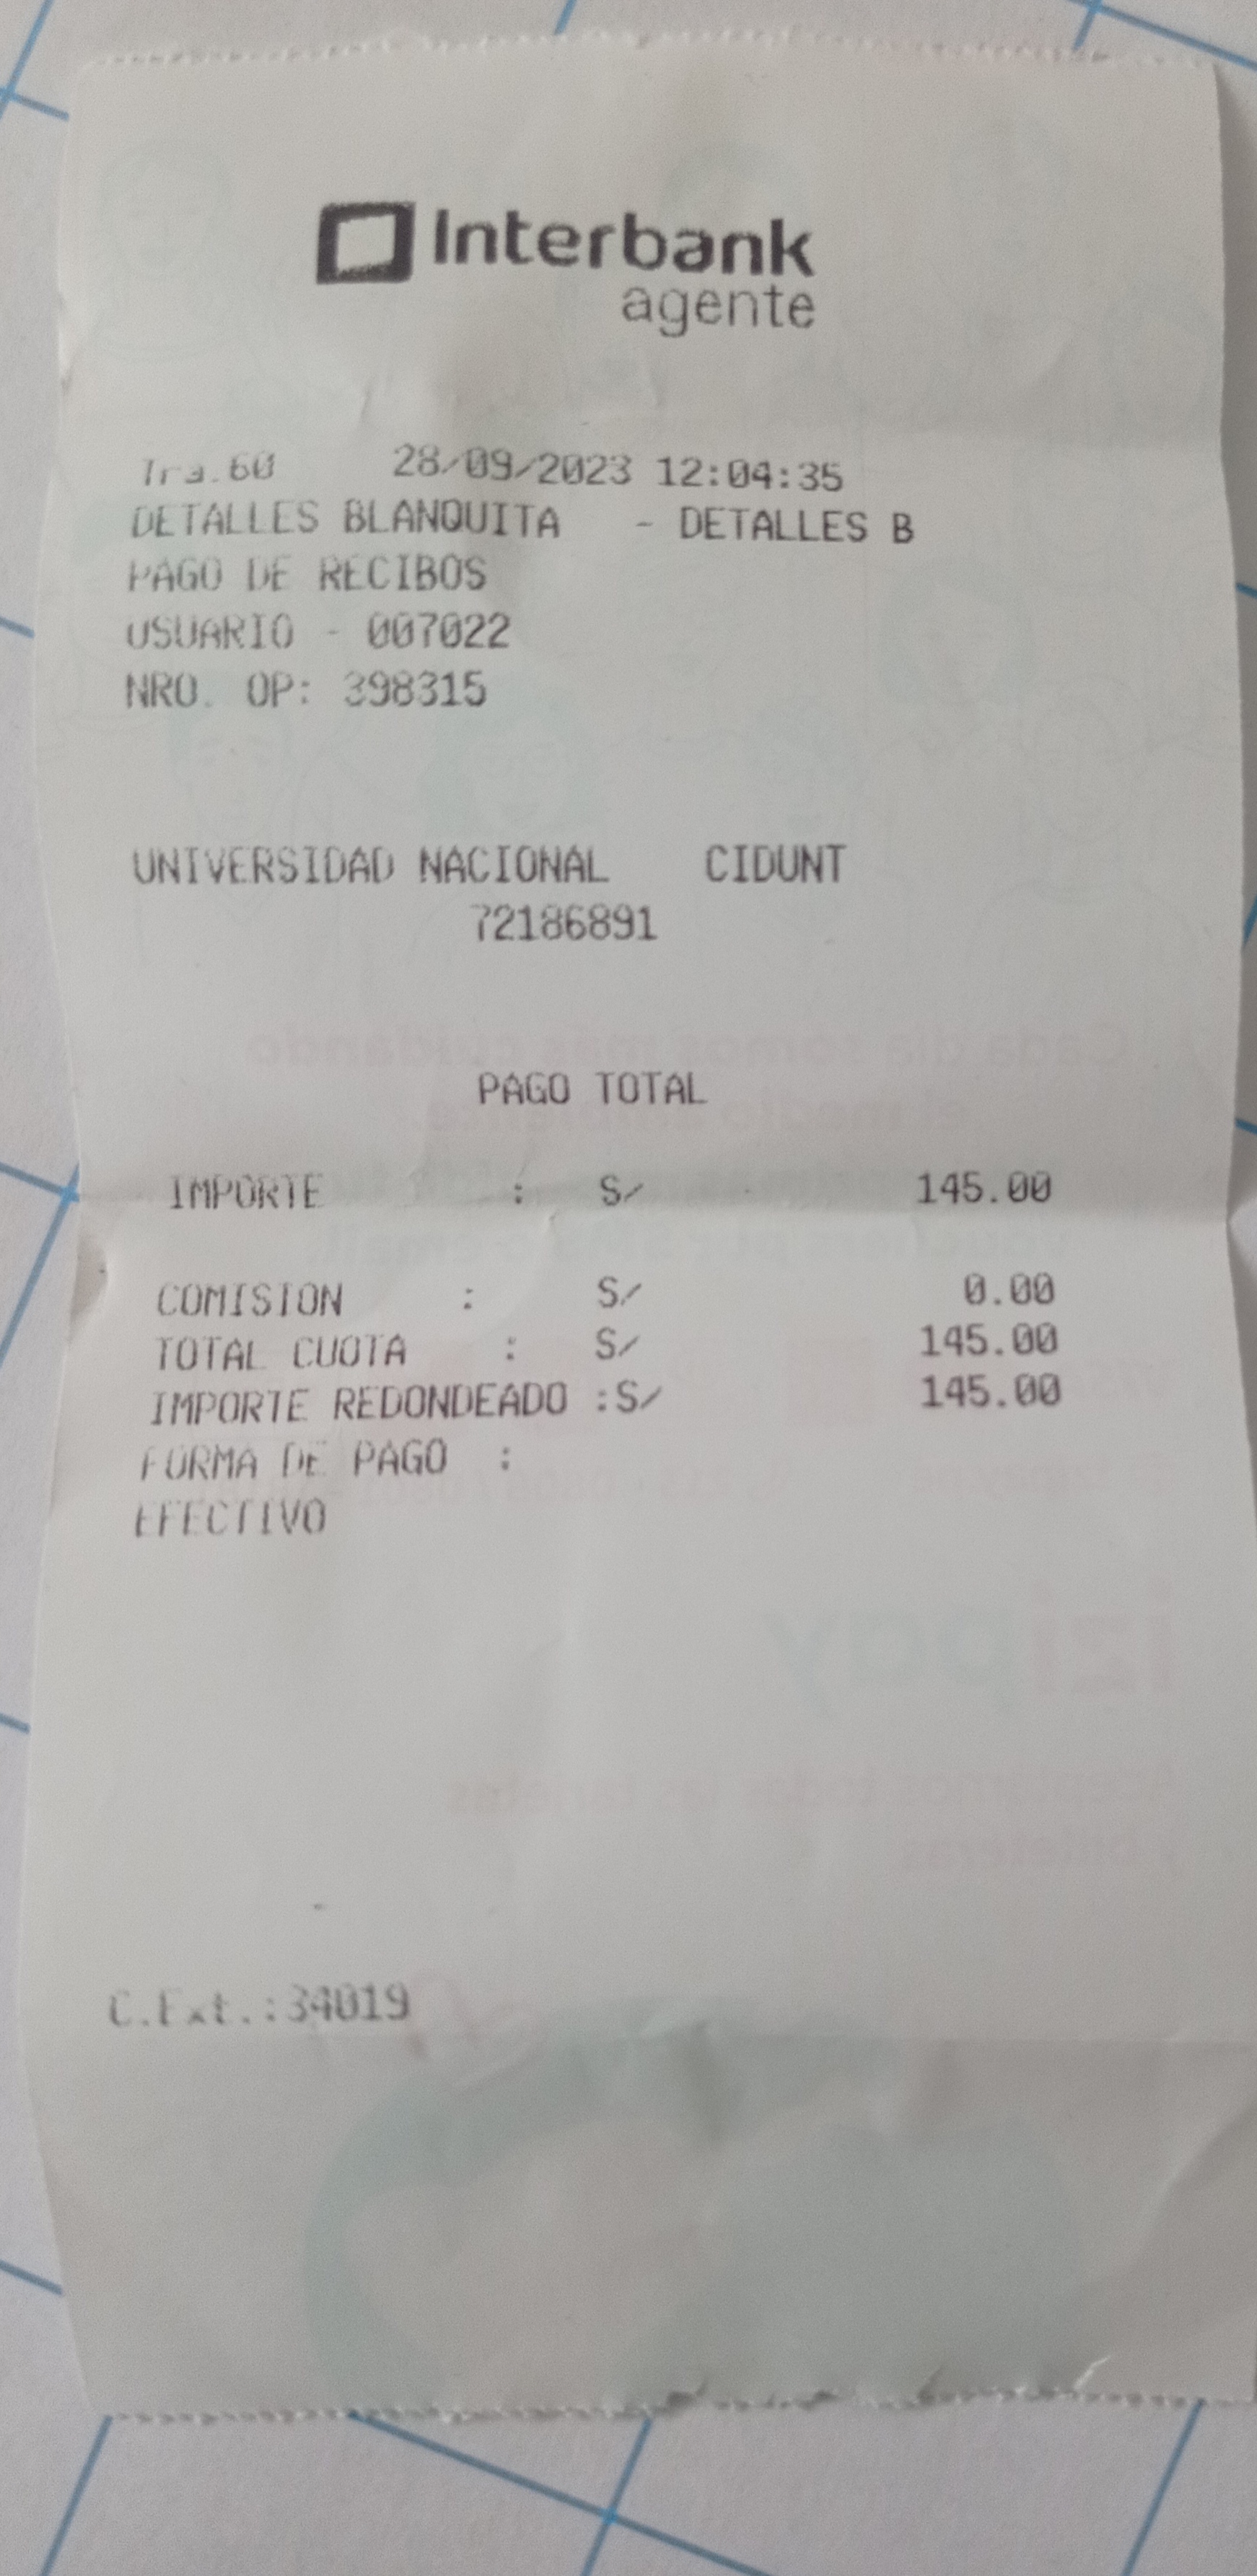 Interbank
agente
Tra.60 28/09/2023 12:04:35
DETALLES BLANQUITA - DETALLES B
PAGO DE RECIBOS
USUARIO - 007022
NRO. OP: 398315
UNIVERSIDAD NACIONAL CIDUNT
72186891
PAGO TOTAL
IMPORTE : S/ 145.00
COMISION : S/ 0.00
TOTAL CUOTA : S/ 145.00
IMPORTE REDONDEADO :S/ 145.00
FORMA DE PAGO :
EFECTIVO
C.Ext.:34019